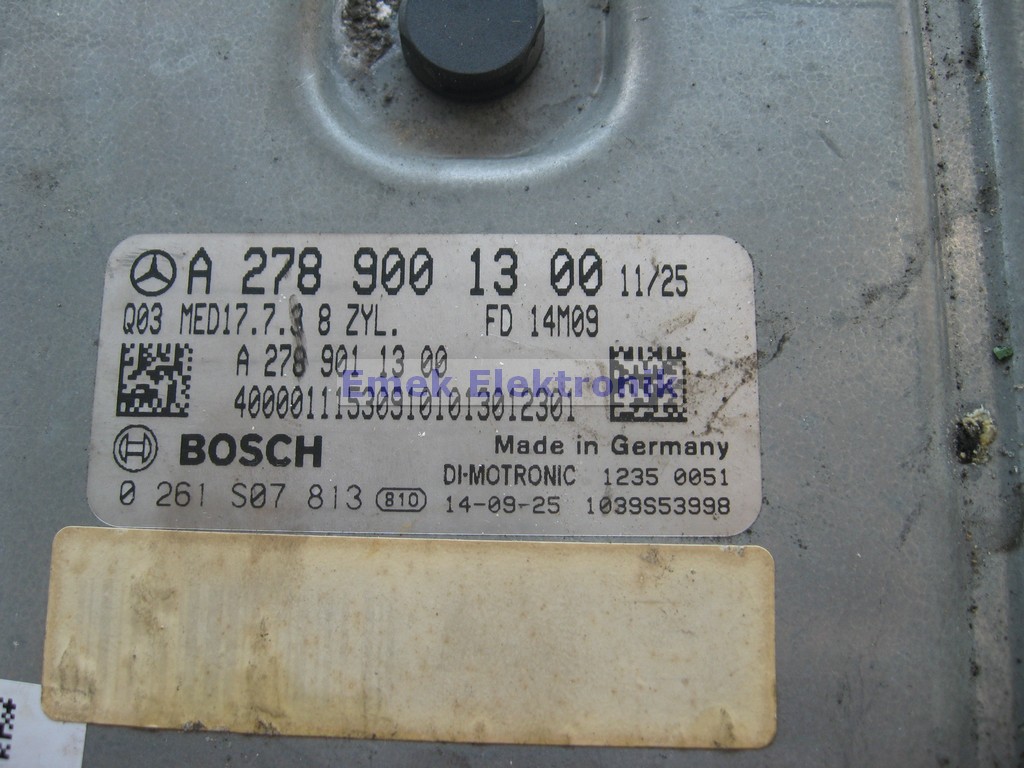 A 278 900 13 00 11/25
Q03 MED17.7.3 8 ZYL. FD 14M09
A 278 901 13 00
Emek Elektronik
400001115309101013012301
BOSCH Made in Germany
DI-MOTRONIC 1235 0051
0 261 S07 813 810 14-09-25 1039S53998